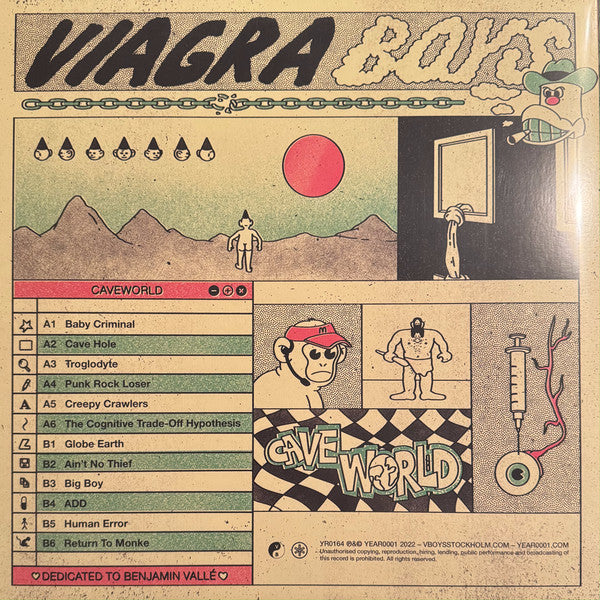 VIAGRA BOYS
CAVEWORLD
A1 Baby Criminal
A2 Cave Hole
A3 Troglodyte
A4 Punk Rock Loser
A5 Creepy Crawlers
A6 The Cognitive Trade-Off Hypothesis
B1 Globe Earth
B2 Ain't No Thief
B3 Big Boy
B4 ADD
B5 Human Error
B6 Return To Monke
♡DEDICATED TO BENJAMIN VALLÉ♡
M
CAVE WORLD
YR0164 ℗&© YEAR0001 2022 – VBOYSSTOCKHOLM.COM – YEAR0001.COM
Unauthorised copying, reproduction, hiring, lending, public performance and broadcasting of
this record is prohibited. All rights reserved.